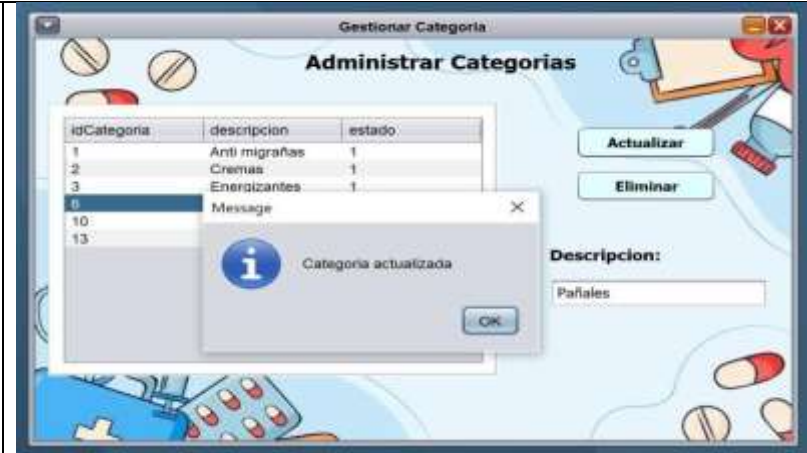 Gestionar Categoria
Administrar Categorias
idCategoria descripcion estado
1 Anti migrañas 1
2 Cremas 1
3 Energizantes 1
10
13
Actualizar
Eliminar
Message
Categoria actualizada
OK
Descripcion:
Pañales